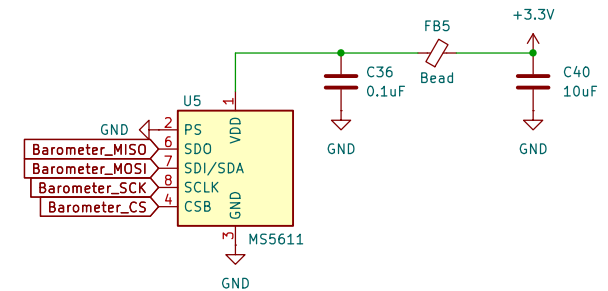 +3.3V
FB5
C36
0.1uF
Bead
C40
10uF
U5
1
VDD
GND
GND
GND
2
PS
Barometer_MISO
6
SDO
Barometer_MOSI
7
SDI/SDA
Barometer_SCK
8
SCLK
Barometer_CS
4
CSB
GND
3
MS5611
GND